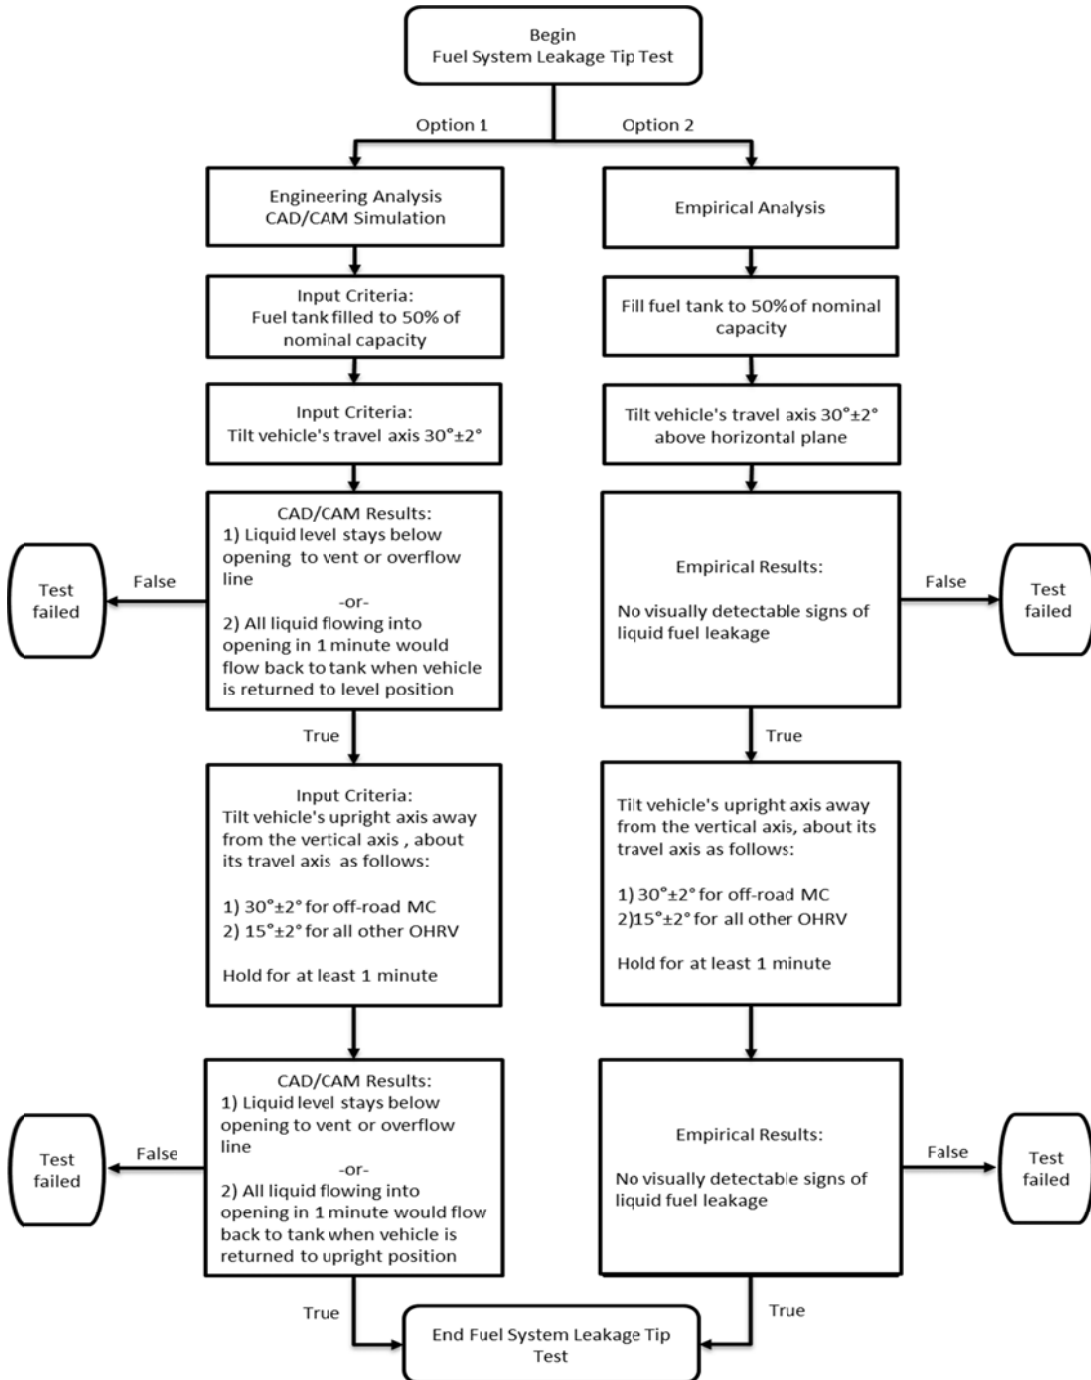 Begin
Fuel System Leakage Tip Test
Option 1
Option 2
Engineering Analysis
CAD/CAM Simulation
Empirical Analysis
Input Criteria:
Fuel tank filled to 50% of
nominal capacity
Fill fuel tank to 50% of nominal
capacity
Input Criteria:
Tilt vehicle's travel axis 30°±2°
Tilt vehicle's travel axis 30°±2°
above horizontal plane
CAD/CAM Results:
1) Liquid level stays below
opening to vent or overflow
line
-or-
2) All liquid flowing into
opening in 1 minute would
flow back to tank when vehicle
is returned to level position
False
Test
failed
Empirical Results:
No visually detectable signs of
liquid fuel leakage
False
Test
failed
True
True
Input Criteria:
Tilt vehicle's upright axis away
from the vertical axis , about
its travel axis as follows:
1) 30°±2° for off-road MC
2) 15°±2° for all other OHRV
Hold for at least 1 minute
Tilt vehicle's upright axis away
from the vertical axis, about its
travel axis as follows:
1) 30°±2° for off-road MC
2)15°±2° for all other OHRV
Hold for at least 1 minute
CAD/CAM Results:
1) Liquid level stays below
opening to vent or overflow
line
-or-
2) All liquid flowing into
opening in 1 minute would flow
back to tank when vehicle is
returned to upright position
False
Test
failed
Empirical Results:
No visually detectable signs of
liquid fuel leakage
False
Test
failed
True
True
End Fuel System Leakage Tip
Test